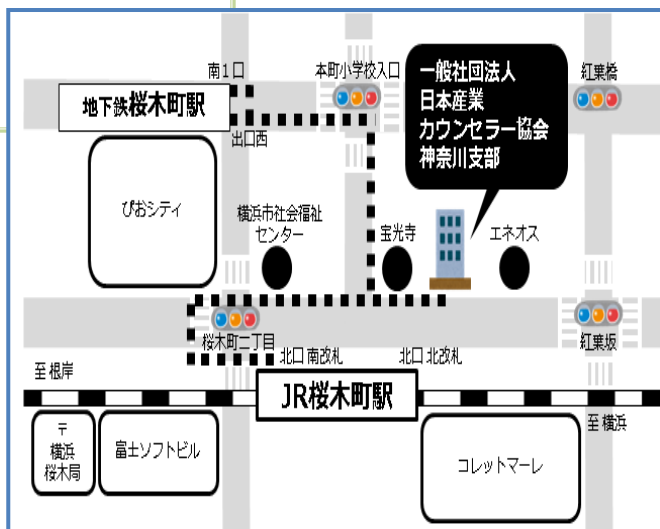 南1口
本町小学校入口
一般社団法人
日本産業
カウンセラー協会
神奈川支部
紅葉橋
地下鉄桜木町駅
出口西
ぴおシティ
横浜市社会福祉
センター
宝光寺
エネオス
桜木町二丁目
北口 南改札
北口 北改札
紅葉坂
至 根岸
JR桜木町駅
至 横浜
〒
横浜
桜木局
富士ソフトビル
コレットマーレ